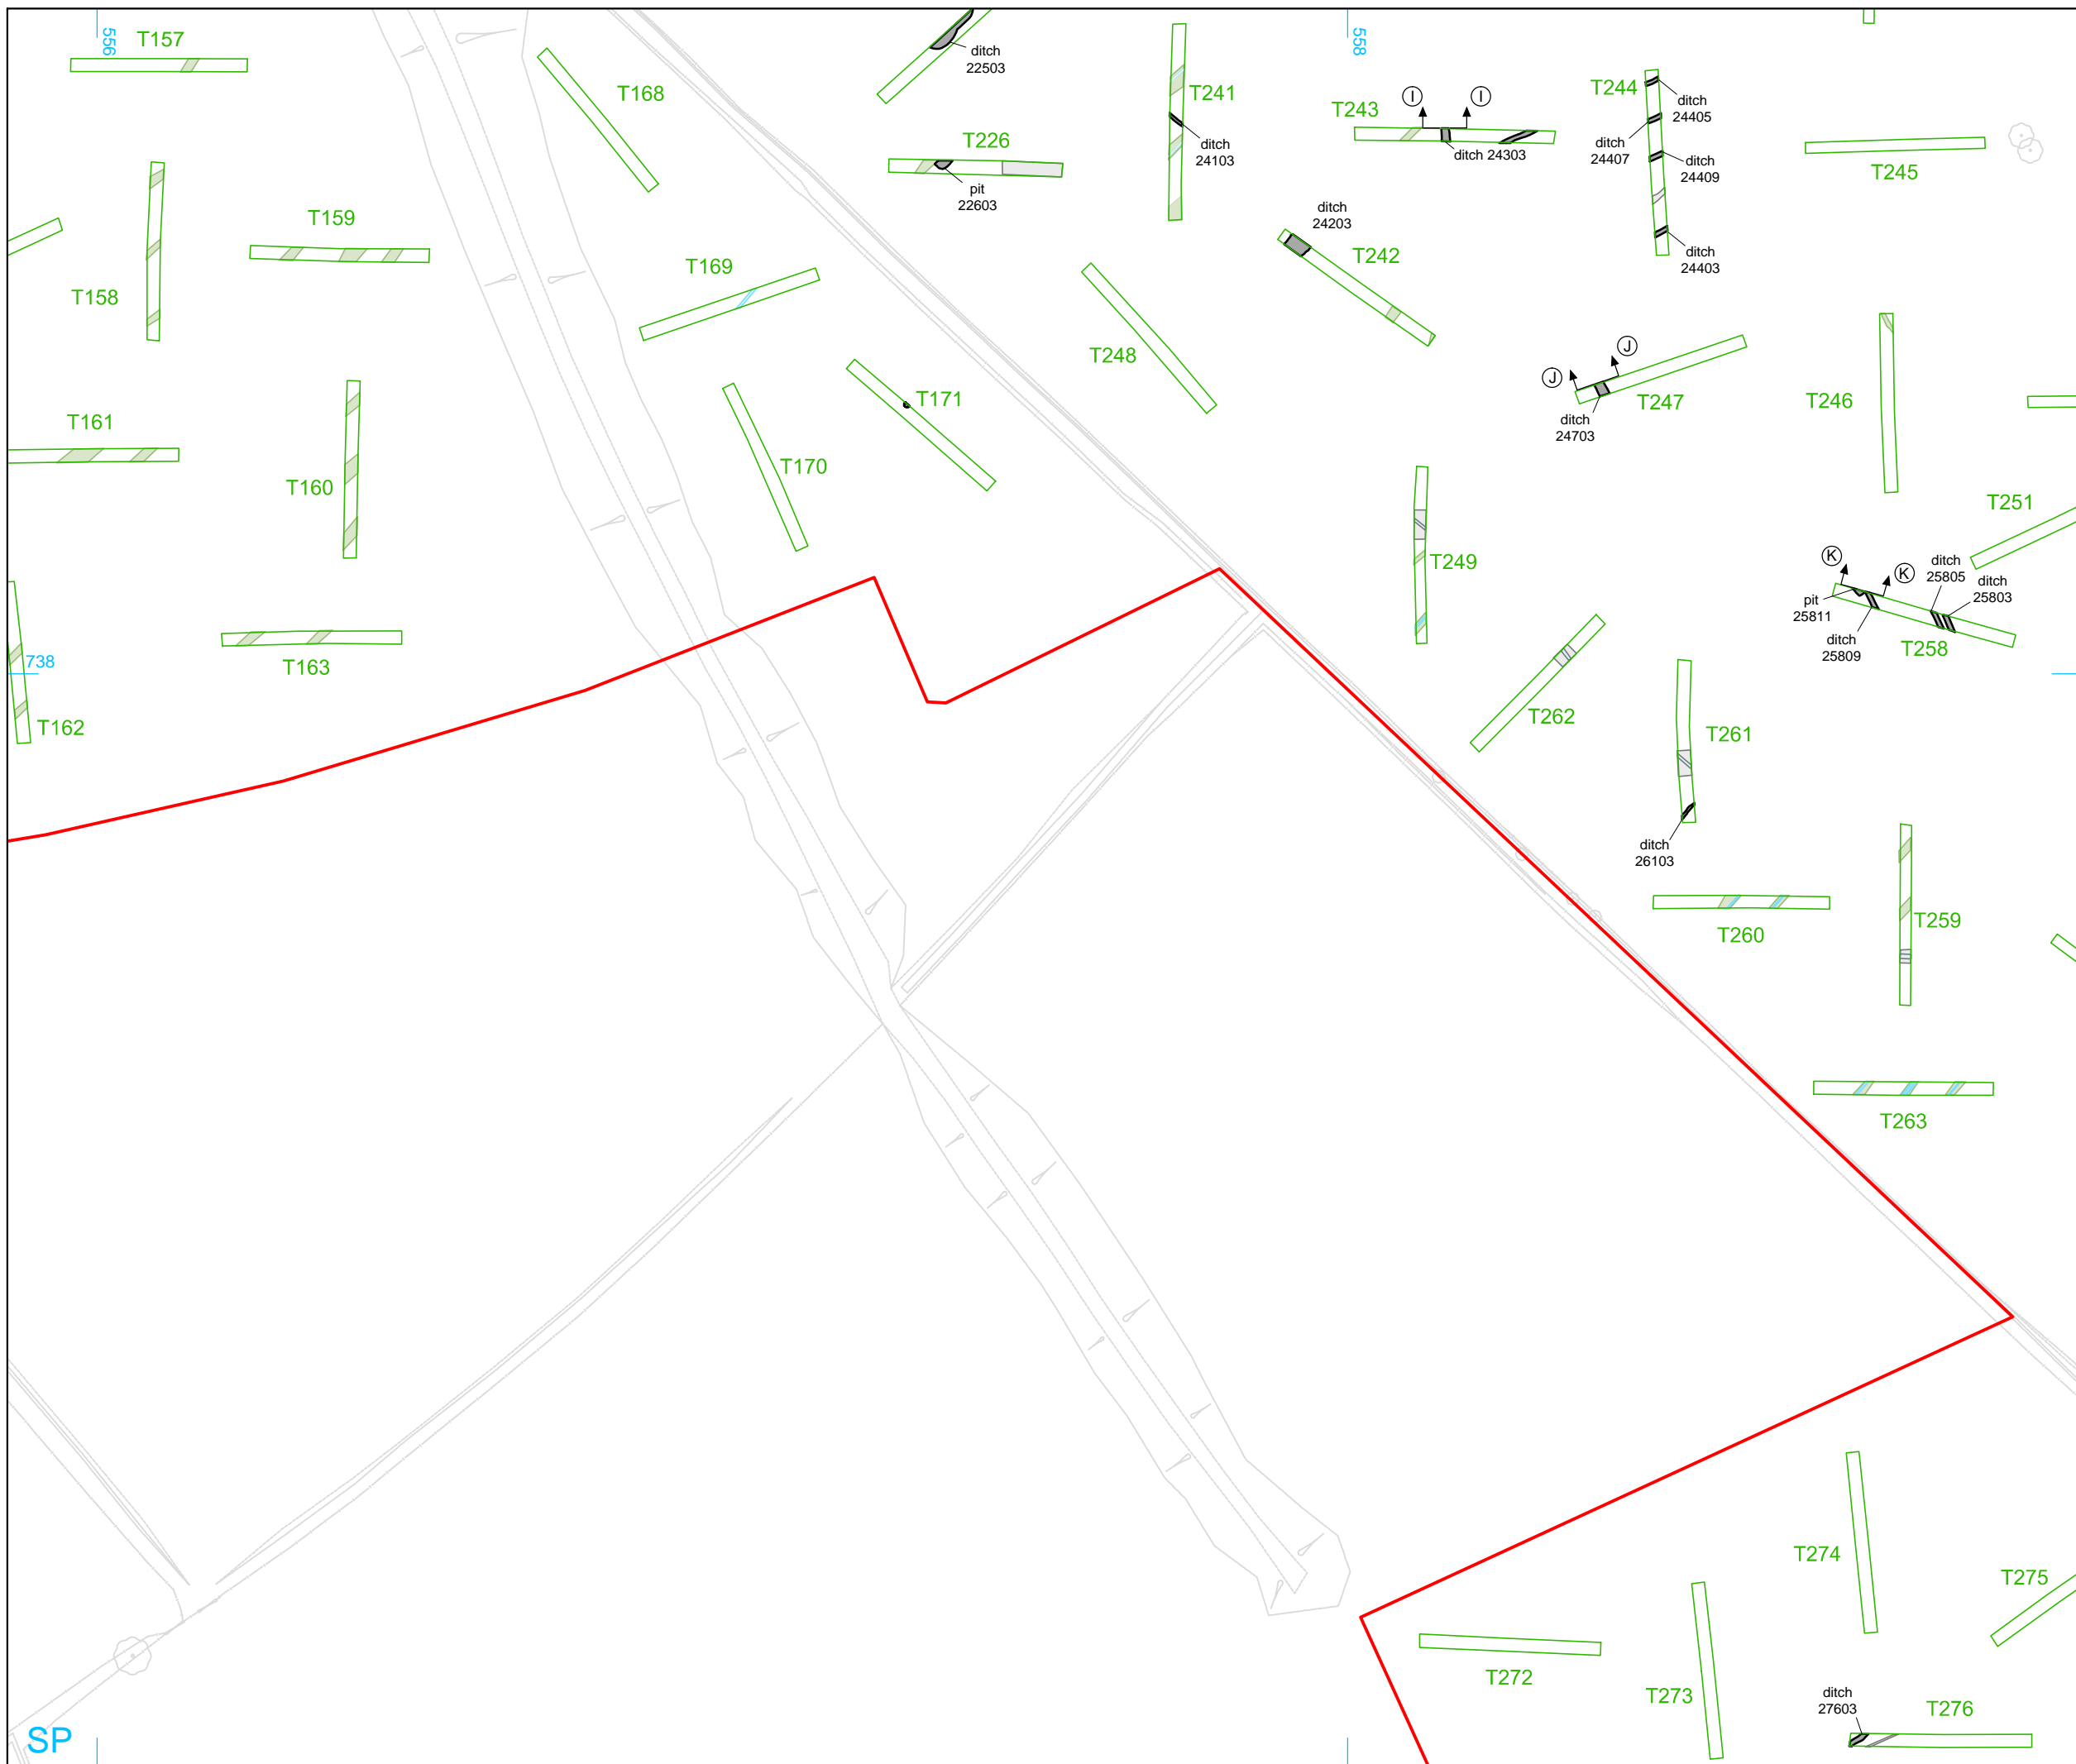 556
558
T157
T168
ditch
22503
T241
T243
I
I
T244
ditch
24405
ditch
24103
ditch 24303
ditch
24407
ditch
24409
T245
T226
pit
22603
T159
T158
ditch
24203
T242
ditch
24403
T169
T248
J
J
T247
ditch
24703
T246
T171
T161
T170
T160
T251
T249
K
K
ditch
25805
ditch
25803
pit
25811
ditch
25809
T258
738
T163
T162
T262
T261
ditch
26103
T260
T259
T263
T274
T275
T272
T273
ditch
27603
T276
SP